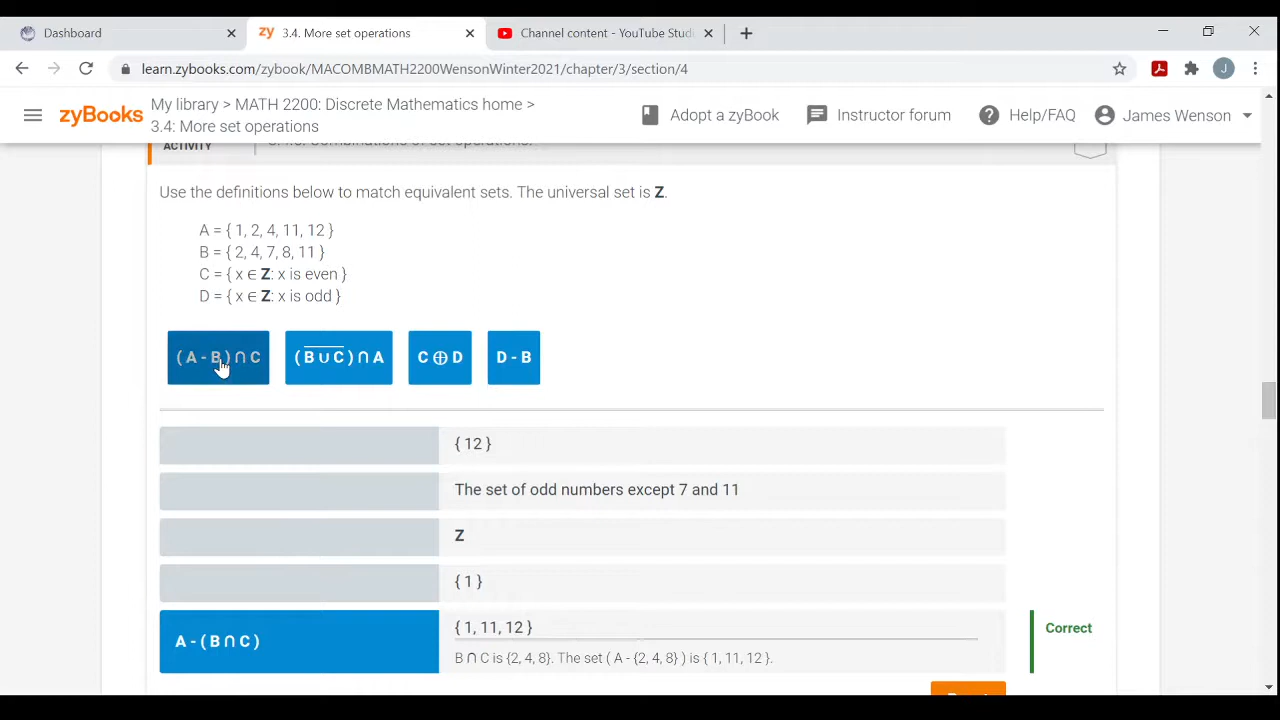 Dashboard
zy 3.4. More set operations
Channel content - YouTube Studi
learn.zybooks.com/zybook/MACOMBMATH2200WensonWinter2021/chapter/3/section/4
J
zyBooks
My library > MATH 2200: Discrete Mathematics home >
3.4: More set operations
Adopt a zyBook
Instructor forum
Help/FAQ
James Wenson
ACTIVITY
Use the definitions below to match equivalent sets. The universal set is Z.
A = { 1, 2, 4, 11, 12 }
B = { 2, 4, 7, 8, 11 }
C = { x ∈ Z: x is even }
D = { x ∈ Z: x is odd }
( A - B ) ∩ C
( B̅ ̅∪̅ ̅C̅ ) ∩ A
C ⊕ D
D - B
{ 12 }
The set of odd numbers except 7 and 11
Z
{ 1 }
A - ( B ∩ C )
{ 1, 11, 12 }
Correct
B ∩ C is {2, 4, 8}. The set ( A - {2, 4, 8} ) is { 1, 11, 12 }.